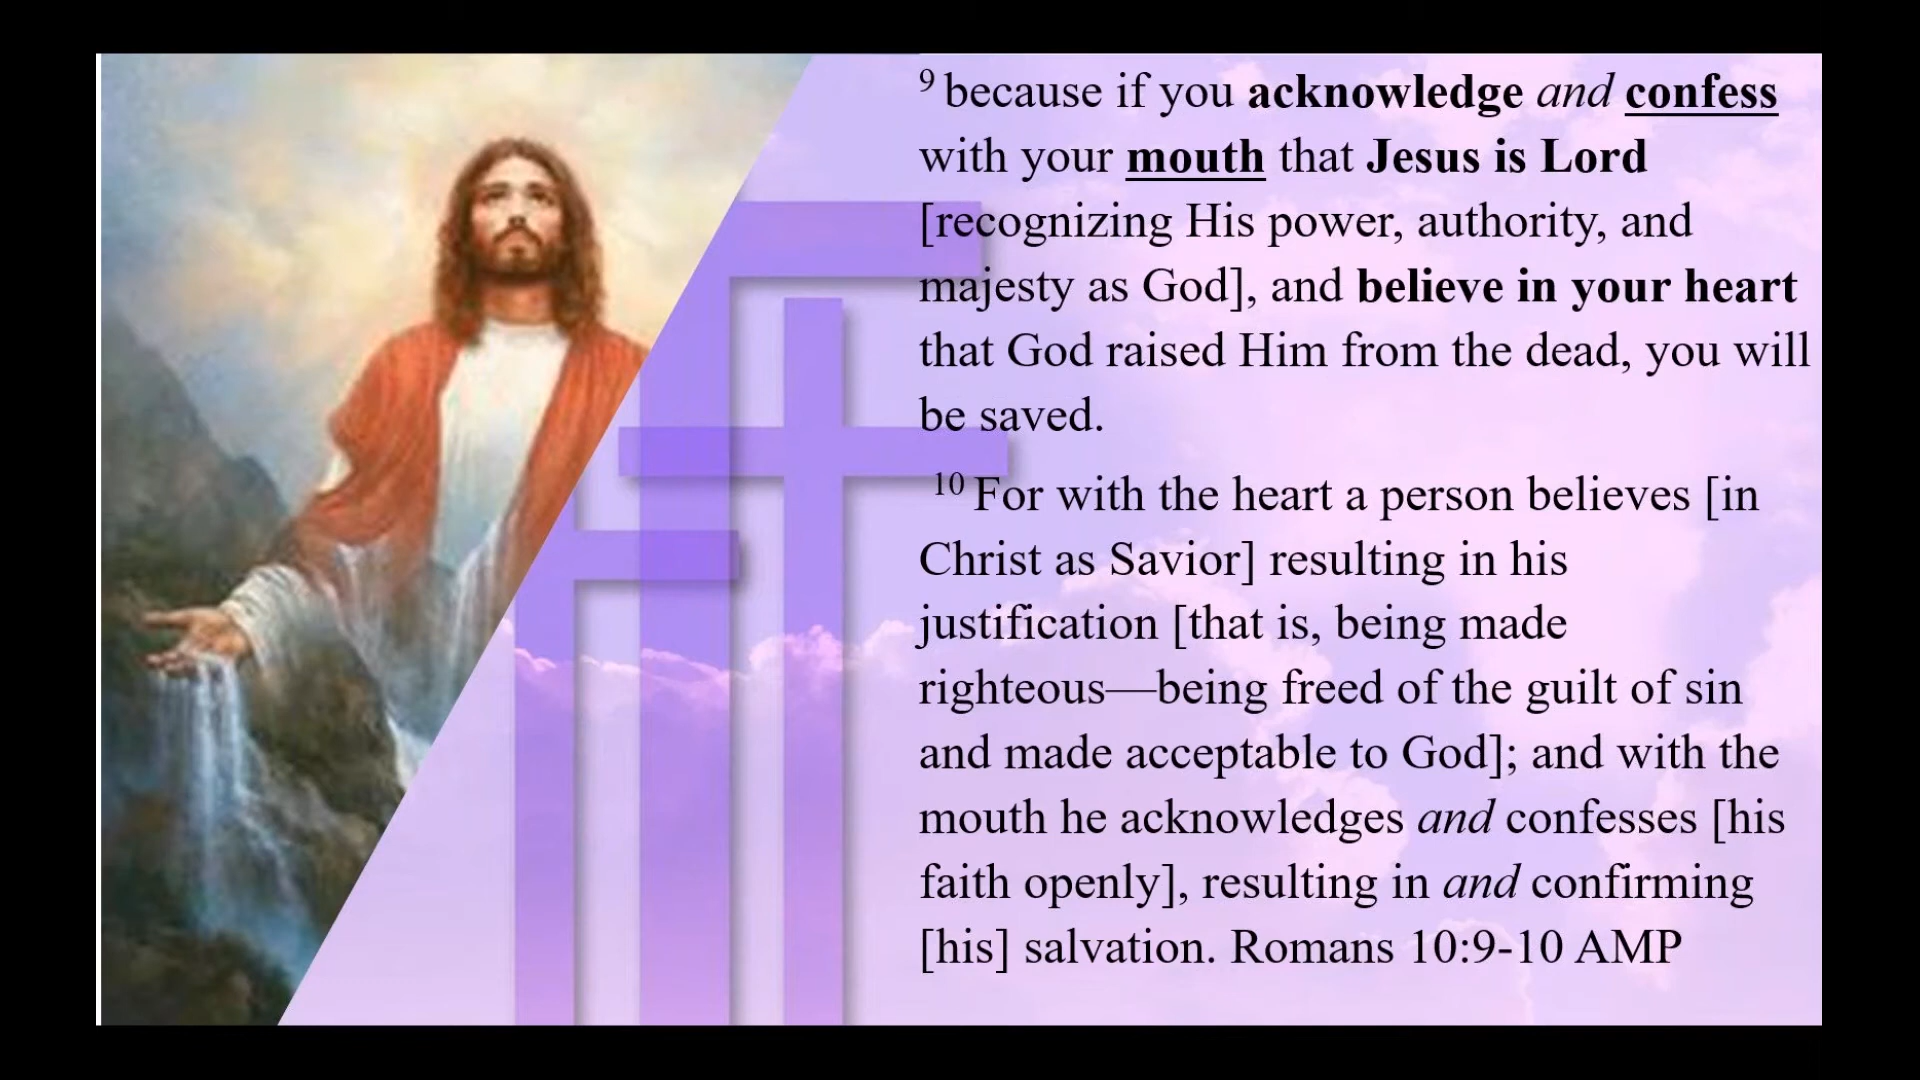 9 because if you acknowledge and confess
with your mouth that Jesus is Lord
[recognizing His power, authority, and
majesty as God], and believe in your heart
that God raised Him from the dead, you will
be saved.
10 For with the heart a person believes [in
Christ as Savior] resulting in his
justification [that is, being made
righteous—being freed of the guilt of sin
and made acceptable to God]; and with the
mouth he acknowledges and confesses [his
faith openly], resulting in and confirming
[his] salvation. Romans 10:9-10 AMP